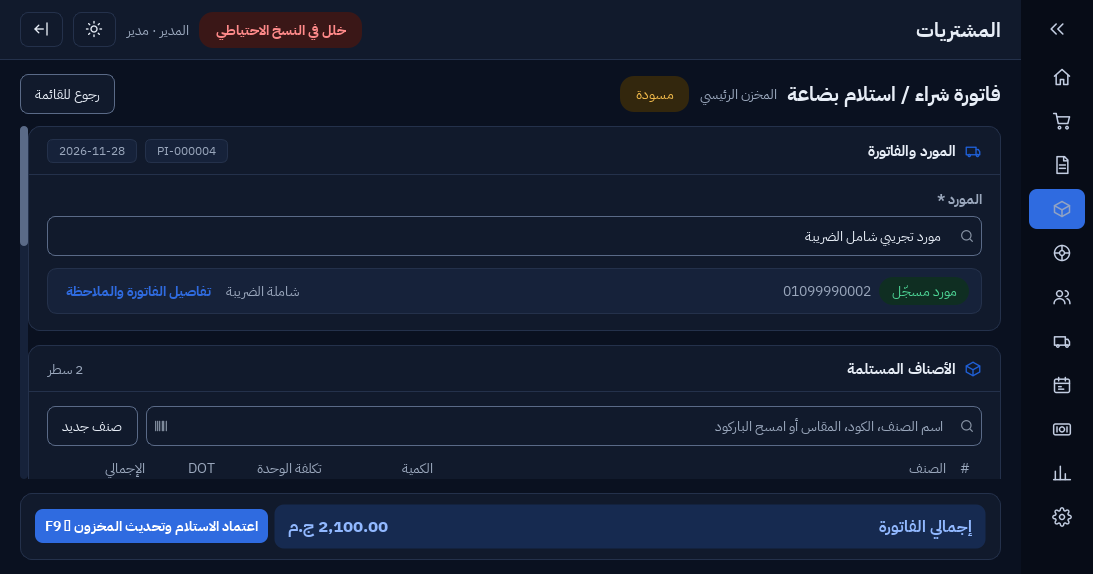 المشتريات
خلل في النسخ الاحتياطي
المدير · مدير
فاتورة شراء / استلام بضاعة
المخزن الرئيسي
مسودة
رجوع للقائمة
المورد والفاتورة
PI-000004
2026-11-28
المورد *
مورد تجريبي شامل الضريبة
مورد مسجّل
01099990002
شاملة الضريبة
تفاصيل الفاتورة والملاحظة
الأصناف المستلمة
2 سطر
اسم الصنف، الكود، المقاس أو امسح الباركود
صنف جديد
# الصنف الكمية تكلفة الوحدة DOT الإجمالي
إجمالي الفاتورة
2,100.00 ج.م
اعتماد الاستلام وتحديث المخزون F9